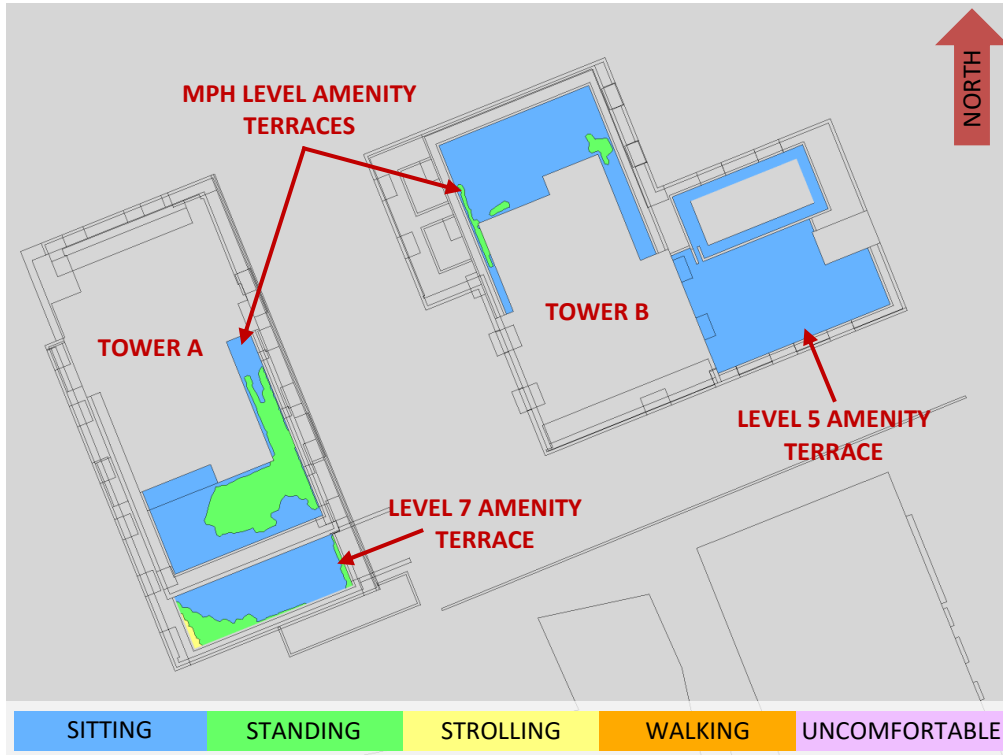 NORTH
MPH LEVEL AMENITY
TERRACES
TOWER A
TOWER B
LEVEL 5 AMENITY
TERRACE
LEVEL 7 AMENITY
TERRACE
SITTING
STANDING
STROLLING
WALKING
UNCOMFORTABLE